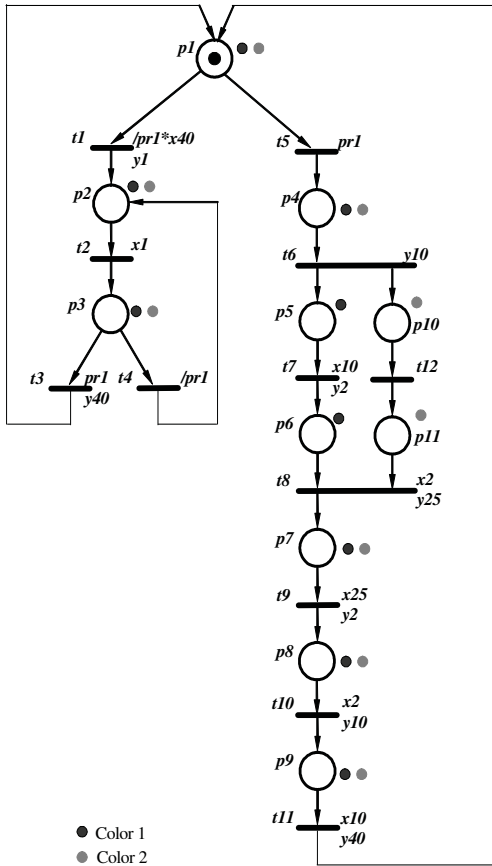 p1
t1 /pr1*x40
y1
t5 pr1
p2
p4
t2 x1
t6 y10
p3
p5
p10
t3 pr1
y40
t4 /pr1
t7 x10
y2
t12
p6
p11
t8 x2
y25
p7
t9 x25
y2
p8
t10 x2
y10
p9
t11 x10
y40
Color 1
Color 2